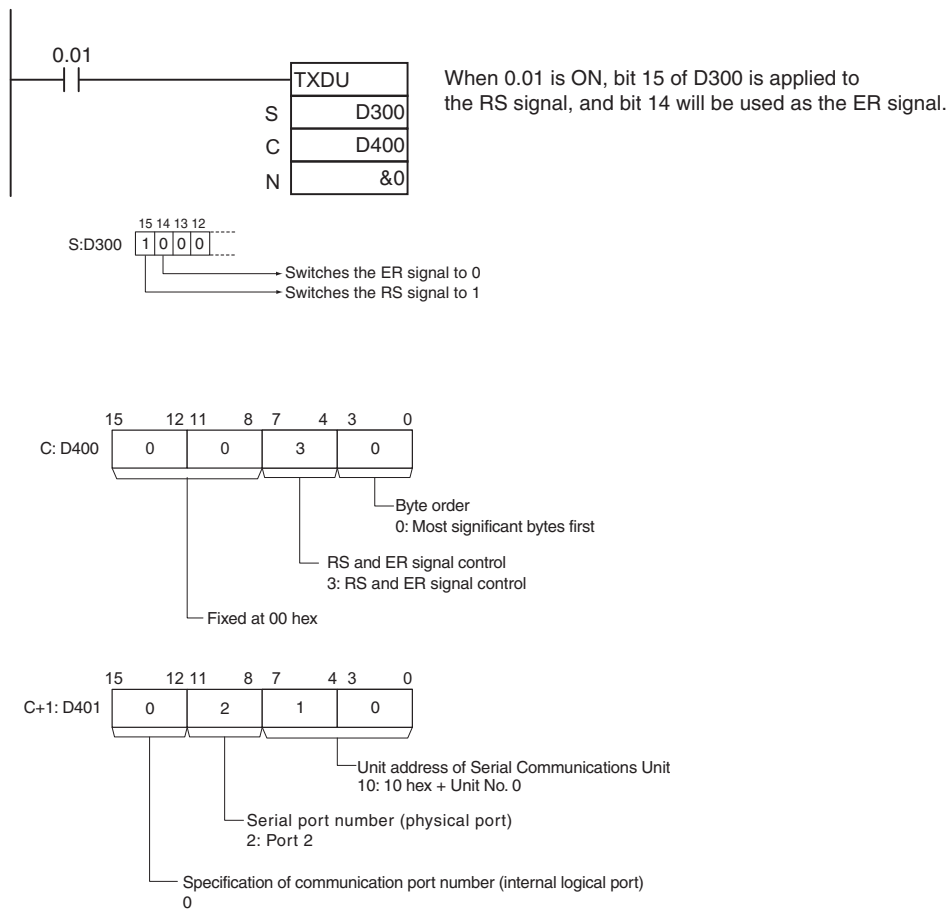 0.01
TXDU
S D300
C D400
N &0
When 0.01 is ON, bit 15 of D300 is applied to
the RS signal, and bit 14 will be used as the ER signal.
15 14 13 12
S:D300 1 0 0 0
Switches the ER signal to 0
Switches the RS signal to 1
15 12 11 8 7 4 3 0
C: D400 0 0 3 0
Byte order
0: Most significant bytes first
RS and ER signal control
3: RS and ER signal control
Fixed at 00 hex
15 12 11 8 7 4 3 0
C+1: D401 0 2 1 0
Unit address of Serial Communications Unit
10: 10 hex + Unit No. 0
Serial port number (physical port)
2: Port 2
Specification of communication port number (internal logical port)
0